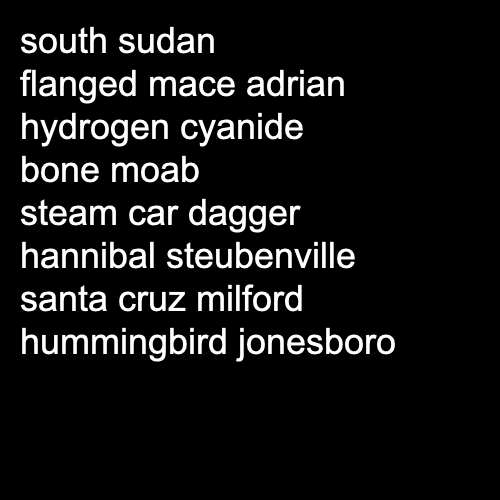 south sudan
flanged mace adrian
hydrogen cyanide
bone moab
steam car dagger
hannibal steubenville
santa cruz milford
hummingbird jonesboro